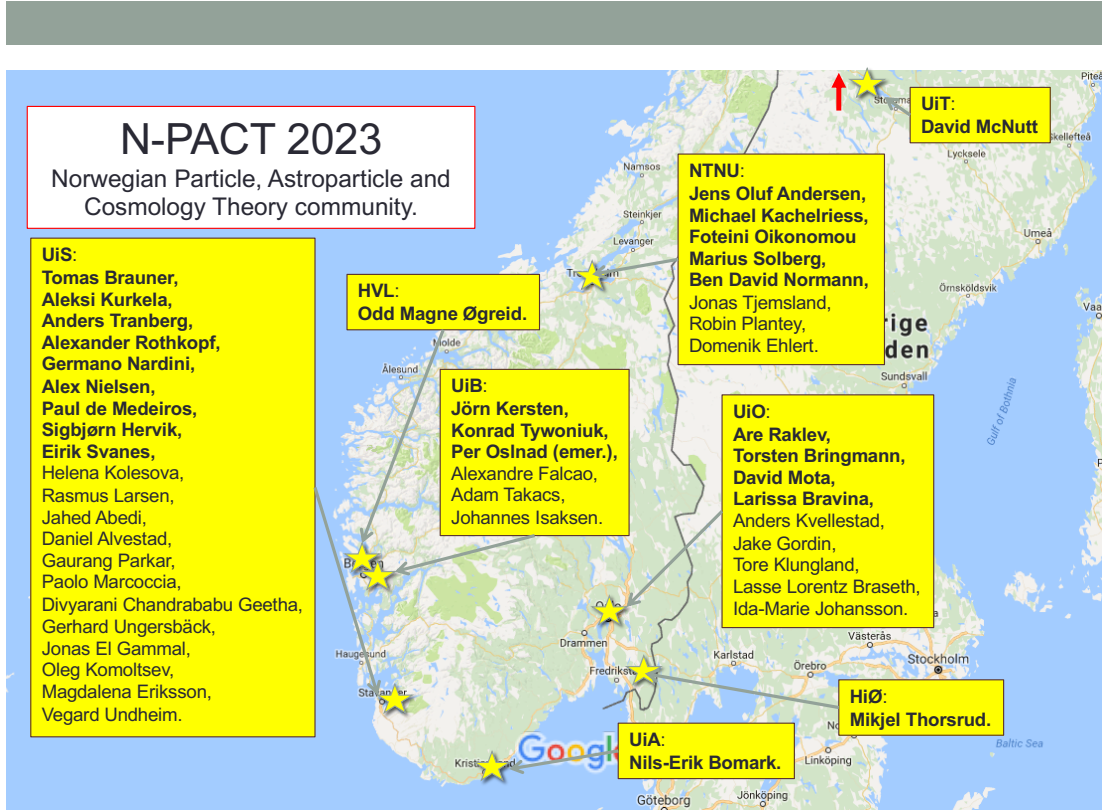 N-PACT 2023
Norwegian Particle, Astroparticle and
Cosmology Theory community.
UiT:
David McNutt
NTNU:
Jens Oluf Andersen,
Michael Kachelriess,
Foteini Oikonomou
Marius Solberg,
Ben David Normann,
Jonas Tjemsland,
Robin Plantey,
Domenik Ehlert.
UiS:
Tomas Brauner,
Aleksi Kurkela,
Anders Tranberg,
Alexander Rothkopf,
Germano Nardini,
Alex Nielsen,
Paul de Medeiros,
Sigbjørn Hervik,
Eirik Svanes,
Helena Kolesova,
Rasmus Larsen,
Jahed Abedi,
Daniel Alvestad,
Gaurang Parkar,
Paolo Marcoccia,
Divyarani Chandrababu Geetha,
Gerhard Ungersbäck,
Jonas El Gammal,
Oleg Komoltsev,
Magdalena Eriksson,
Vegard Undheim.
HVL:
Odd Magne Øgreid.
UiB:
Jörn Kersten,
Konrad Tywoniuk,
Per Oslnad (emer.),
Alexandre Falcao,
Adam Takacs,
Johannes Isaksen.
UiO:
Are Raklev,
Torsten Bringmann,
David Mota,
Larissa Bravina,
Anders Kvellestad,
Jake Gordin,
Tore Klungland,
Lasse Lorentz Braseth,
Ida-Marie Johansson.
HiØ:
Mikjel Thorsrud.
UiA:
Nils-Erik Bomark.
Namsos
Steinkjer
Levanger
Molde
Ålesund
Lycksele
Umeå
Örnsköldsvik
Sundsvall
Gulf of Bothnia
Drammen
Karlstad
Örebro
Västerås
Stockholm
Linköping
Jönköping
Göteborg
Baltic Sea